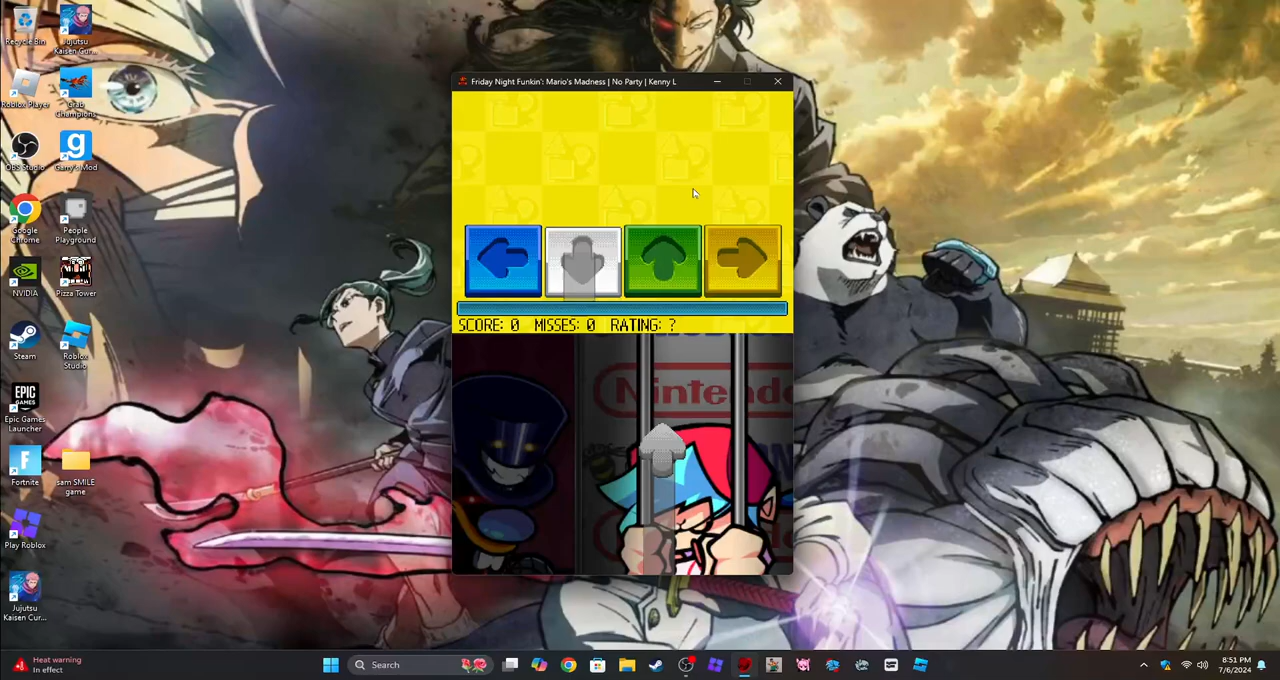 Recycle Bin
Jujutsu
Kaisen Cur...
Roblox Player
Grab
Champions
OBS Studio
Garry's Mod
Google
Chrome
People
Playground
NVIDIA
Pizza Tower
Steam
Roblox
Studio
Epic Games
Launcher
EPIC
GAMES
Fortnite
sam SMILE
game
Play Roblox
Jujutsu
Kaisen Cur...
Friday Night Funkin': Mario's Madness | No Party | Kenny L
SCORE: 0 MISSES: 0 RATING: ?
Nintendo
Heat warning
In effect
Search
8:51 PM
7/6/2024